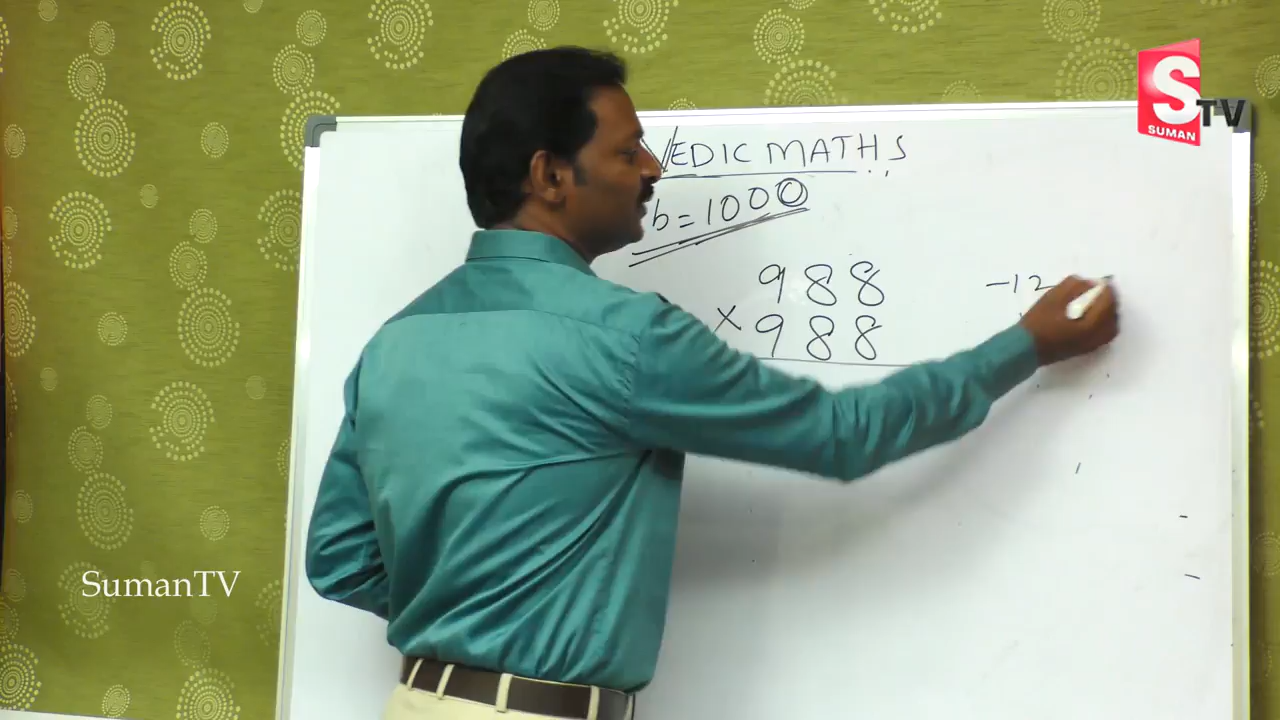 S TV
SUMAN
VEDIC MATHS
b=1000
988 -12
× 988
SumanTV